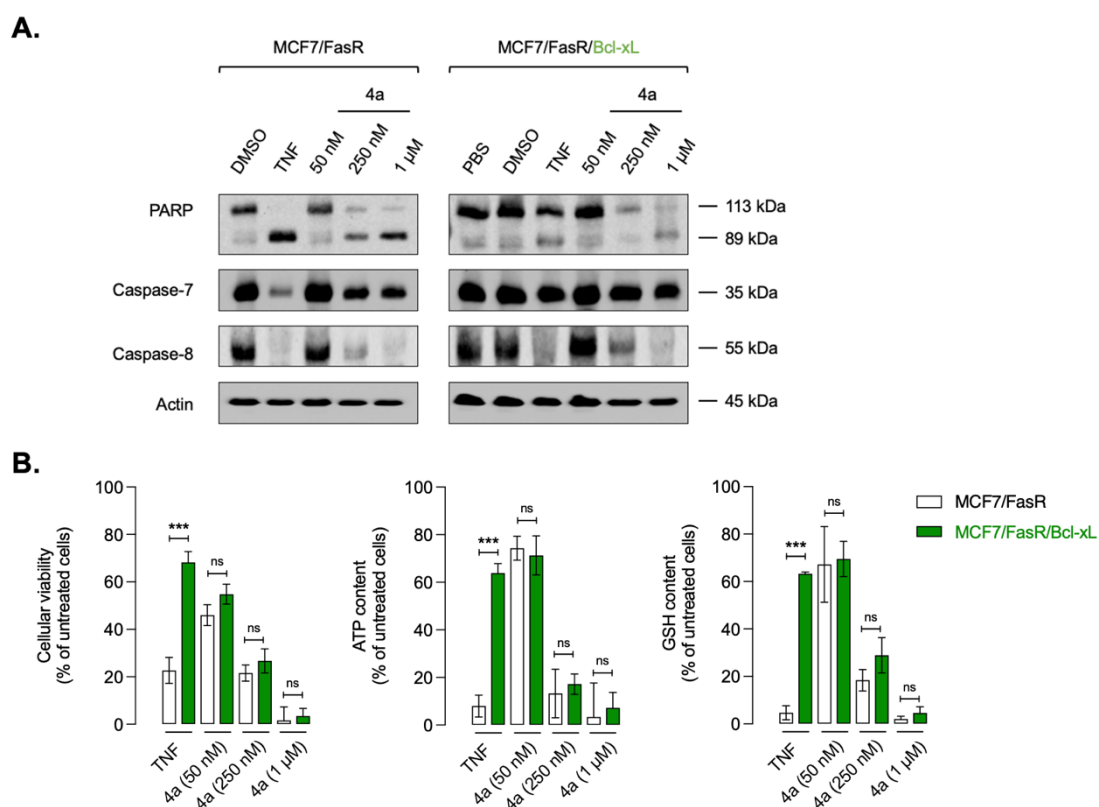 A.
MCF7/FasR
MCF7/FasR/Bcl-xL
4a
4a
DMSO
TNF
50 nM
250 nM
1 µM
PBS
DMSO
TNF
50 nM
250 nM
1 µM
PARP
113 kDa
89 kDa
Caspase-7
35 kDa
Caspase-8
55 kDa
Actin
45 kDa
B.
Cellular viability
(% of untreated cells)
100
80
60
40
20
0
***
ns
ns
ns
TNF
4a (50 nM)
4a (250 nM)
4a (1 µM)
ATP content
(% of untreated cells)
100
80
60
40
20
0
***
ns
ns
ns
TNF
4a (50 nM)
4a (250 nM)
4a (1 µM)
GSH content
(% of untreated cells)
100
80
60
40
20
0
***
ns
ns
ns
TNF
4a (50 nM)
4a (250 nM)
4a (1 µM)
MCF7/FasR
MCF7/FasR/Bcl-xL